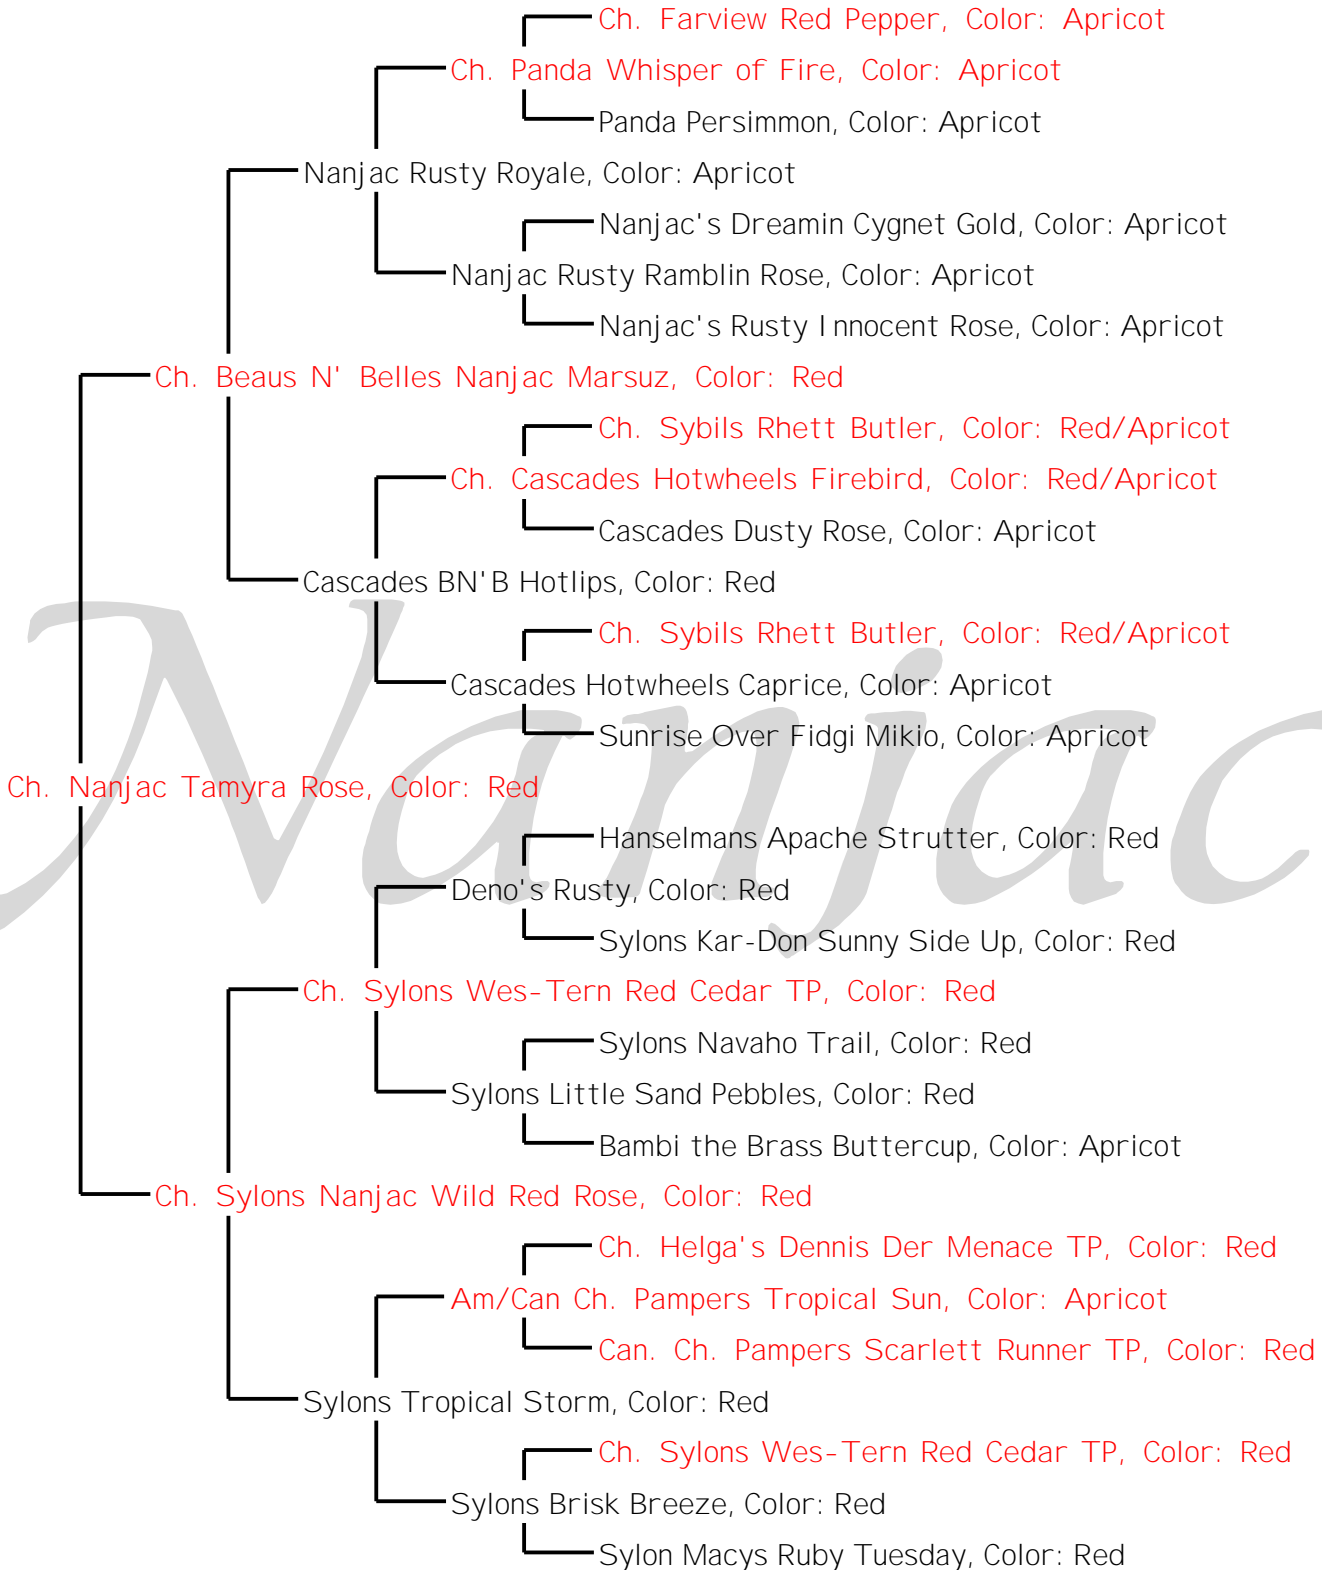 Ch. Farview Red Pepper, Color: Apricot
Ch. Panda Whisper of Fire, Color: Apricot
Panda Persimmon, Color: Apricot
Nanjac Rusty Royale, Color: Apricot
Nanjac's Dreamin Cygnet Gold, Color: Apricot
Nanjac Rusty Ramblin Rose, Color: Apricot
Nanjac's Rusty Innocent Rose, Color: Apricot
Ch. Beaus N' Belles Nanjac Marsuz, Color: Red
Ch. Sybils Rhett Butler, Color: Red/Apricot
Ch. Cascades Hotwheels Firebird, Color: Red/Apricot
Cascades Dusty Rose, Color: Apricot
Cascades BN'B Hotlips, Color: Red
Ch. Sybils Rhett Butler, Color: Red/Apricot
Cascades Hotwheels Caprice, Color: Apricot
Sunrise Over Fidgi Mikio, Color: Apricot
Nanjac
Ch. Nanjac Tamyra Rose, Color: Red
Hanselmans Apache Strutter, Color: Red
Deno's Rusty, Color: Red
Sylons Kar-Don Sunny Side Up, Color: Red
Ch. Sylons Wes-Tern Red Cedar TP, Color: Red
Sylons Navaho Trail, Color: Red
Sylons Little Sand Pebbles, Color: Red
Bambi the Brass Buttercup, Color: Apricot
Ch. Sylons Nanjac Wild Red Rose, Color: Red
Ch. Helga's Dennis Der Menace TP, Color: Red
Am/Can Ch. Pampers Tropical Sun, Color: Apricot
Can. Ch. Pampers Scarlett Runner TP, Color: Red
Sylons Tropical Storm, Color: Red
Ch. Sylons Wes-Tern Red Cedar TP, Color: Red
Sylons Brisk Breeze, Color: Red
Sylon Macys Ruby Tuesday, Color: Red